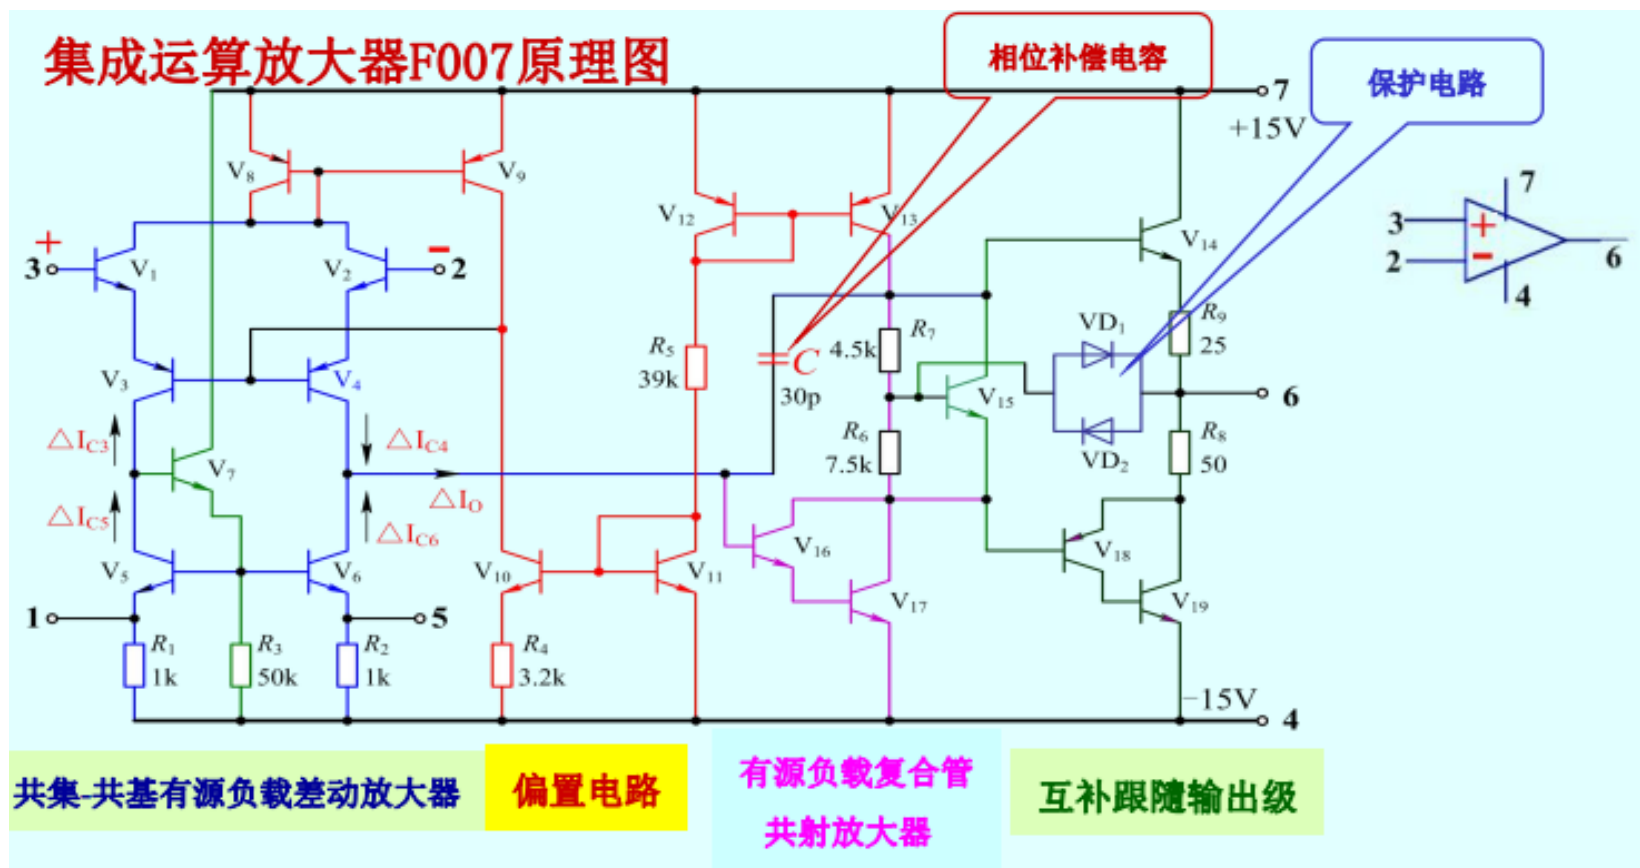 集成运算放大器F007原理图
相位补偿电容
保护电路
7
+15V
V8
V9
V12
V13
V14
+
3
V1
V2
-
2
3
2
+
-
7
4
6
R9
25
VD1
R5
39k
C
30p
R7
4.5k
V3
V4
V15
6
△IC3
△IC4
V7
R6
7.5k
VD2
R8
50
△IO
△IC5
△IC6
V16
V18
V5
V6
V10
V11
V17
V19
1
5
R1
1k
R3
50k
R2
1k
R4
3.2k
-15V
4
共集-共基有源负载差动放大器
偏置电路
有源负载复合管
共射放大器
互补跟隨输出级